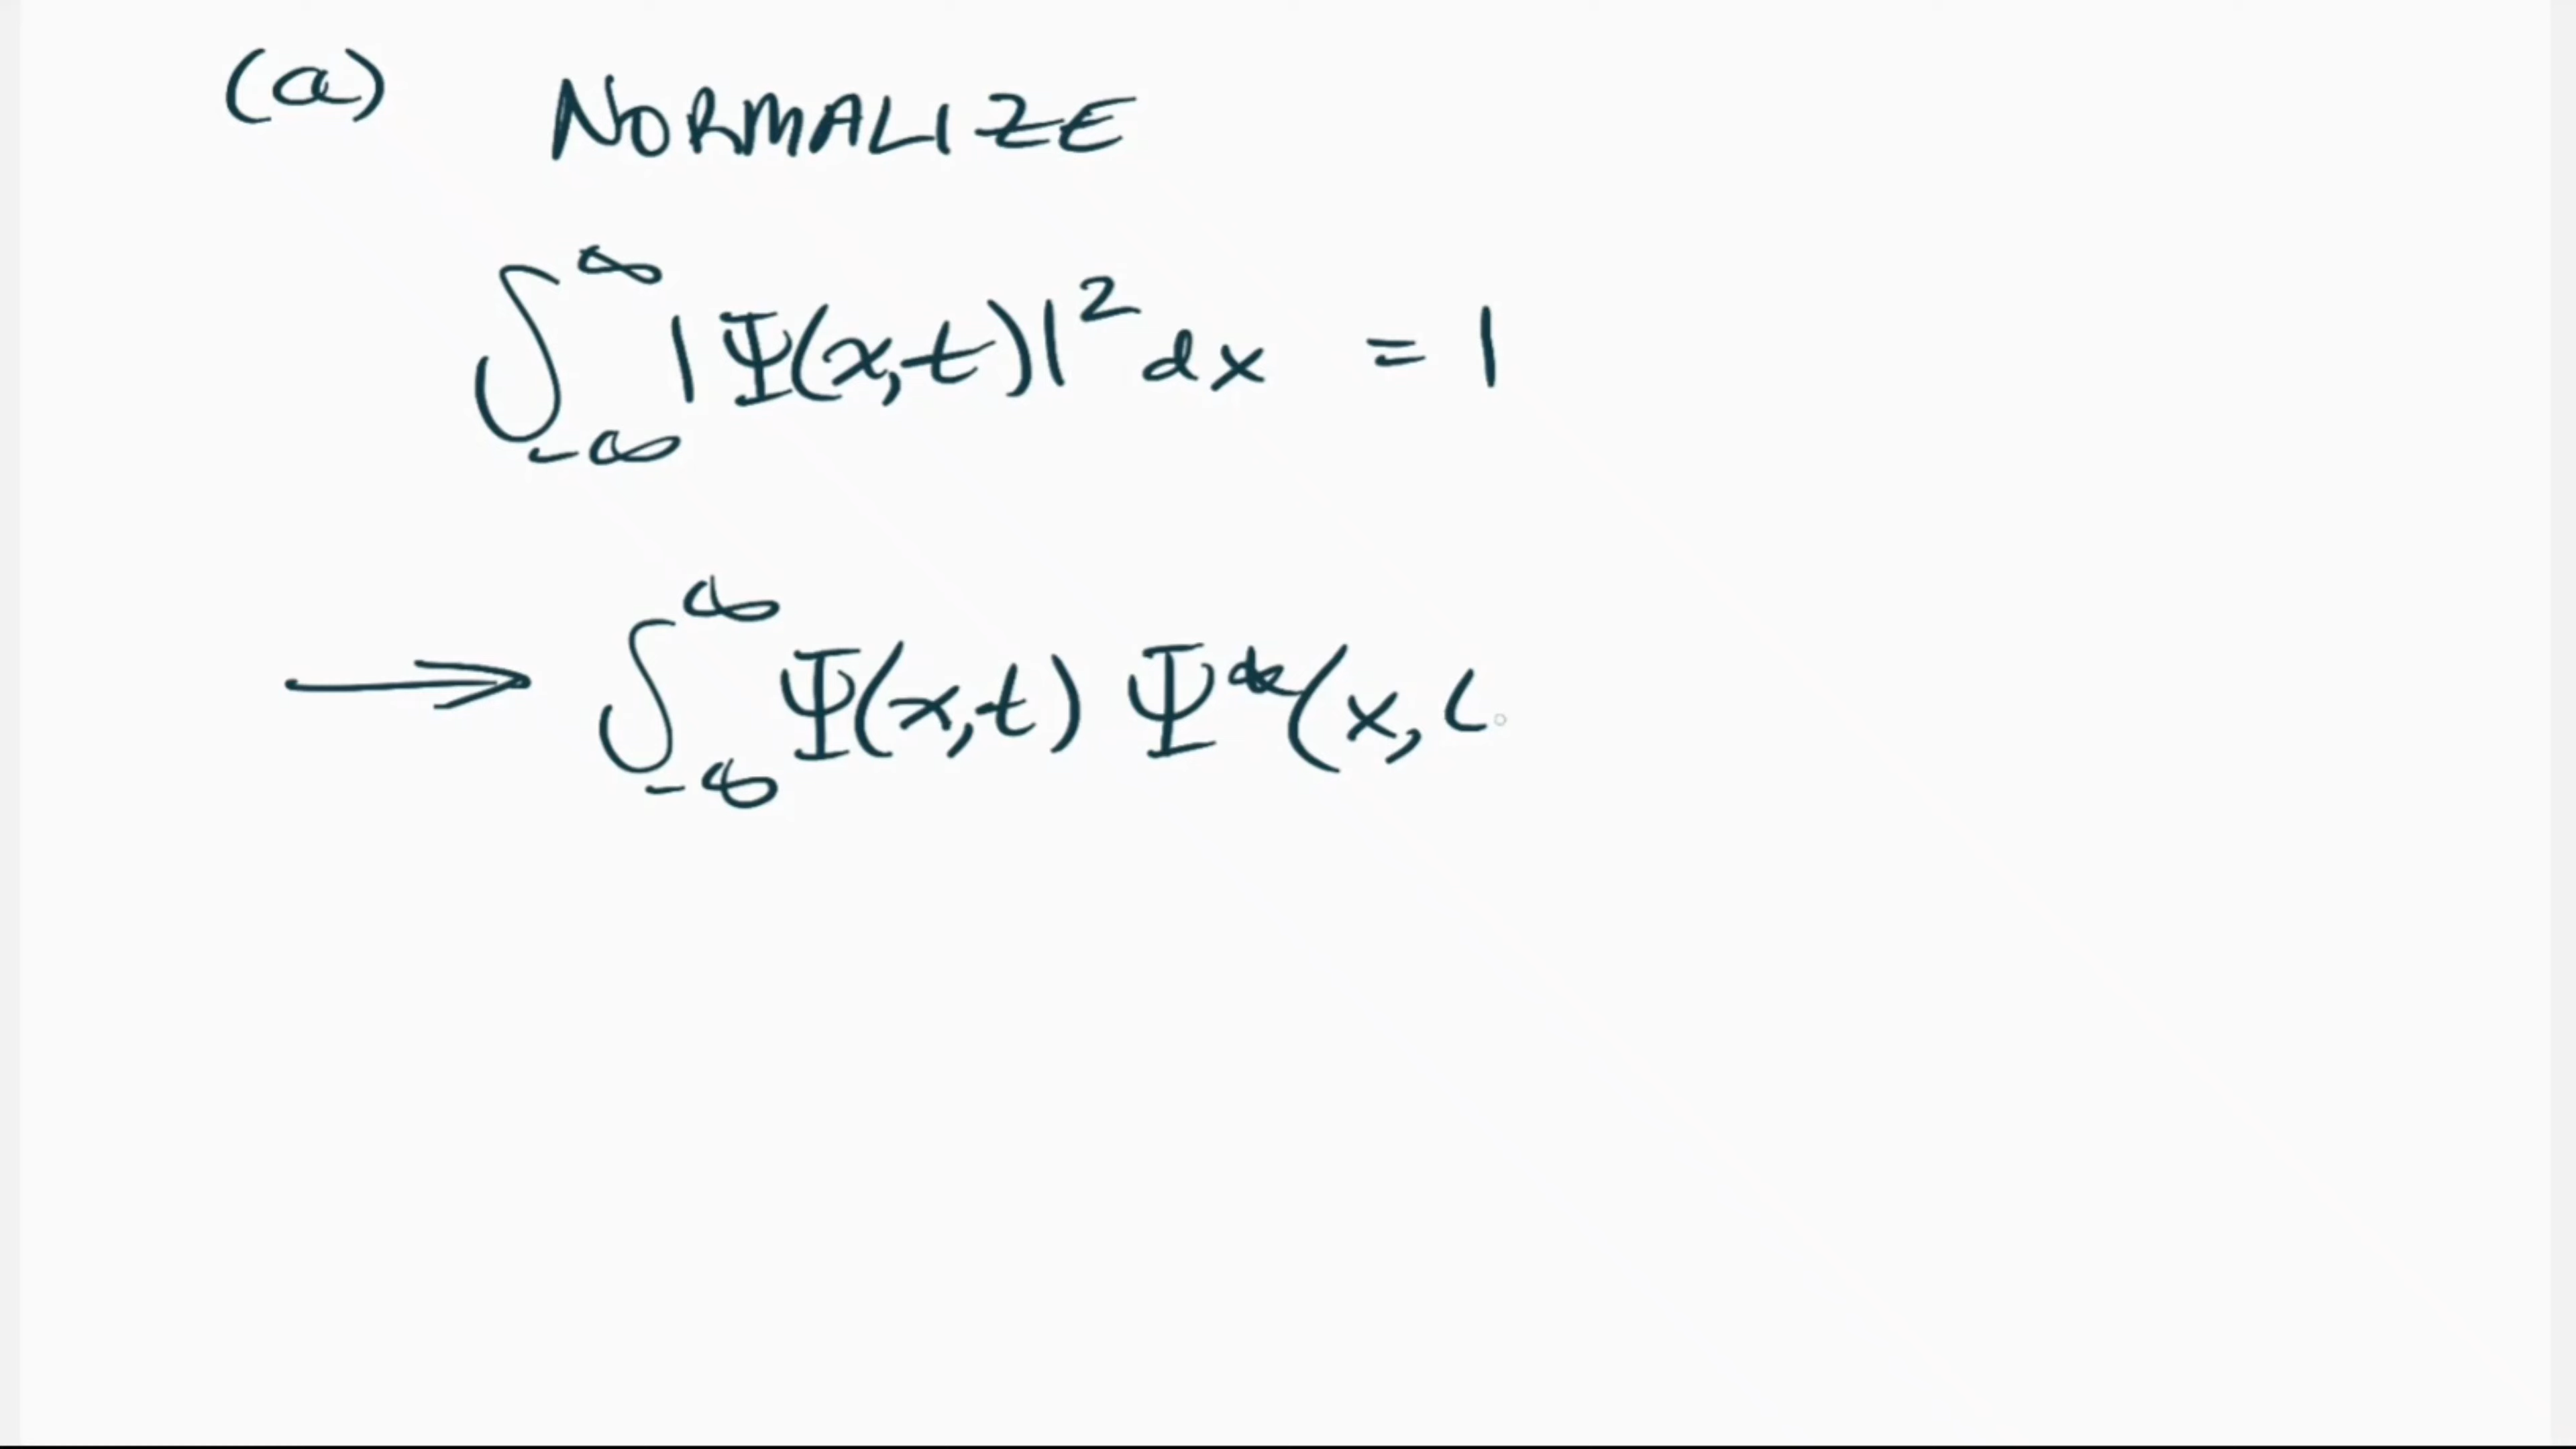 (a) NORMALIZE
∫_{-∞}^{∞} |Ψ(x,t)|² dx = 1
⟶ ∫_{-∞}^{∞} Ψ(x,t) Ψ*(x,